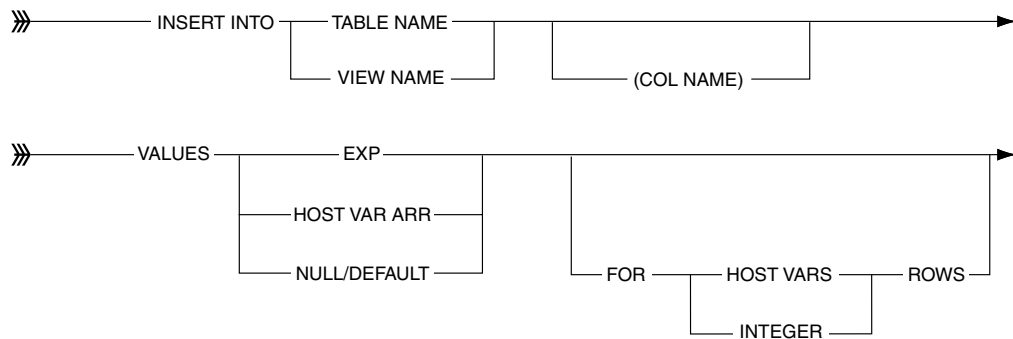 INSERT INTO TABLE NAME
VIEW NAME (COL NAME)
VALUES EXP
HOST VAR ARR
NULL/DEFAULT FOR HOST VARS ROWS
INTEGER